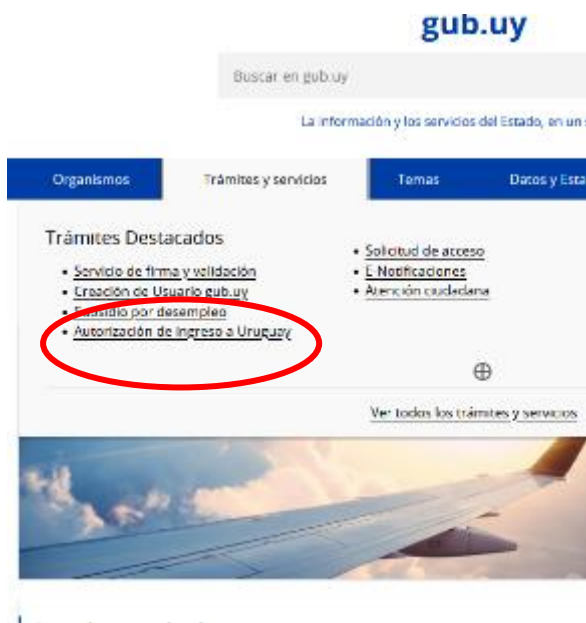 gub.uy
Buscar en gub.uy
La información y los servicios del Estado, en un
Organismos
Trámites y servicios
Temas
Datos y Esta
Trámites Destacados
• Servicio de firma y validación
• Creación de Usuario gub.uy
• Subsidio por desempleo
• Autorización de Ingreso a Uruguay
• Solicitud de acceso
• E-Notificaciones
• Atención ciudadana
Ver todos los trámites y servicios